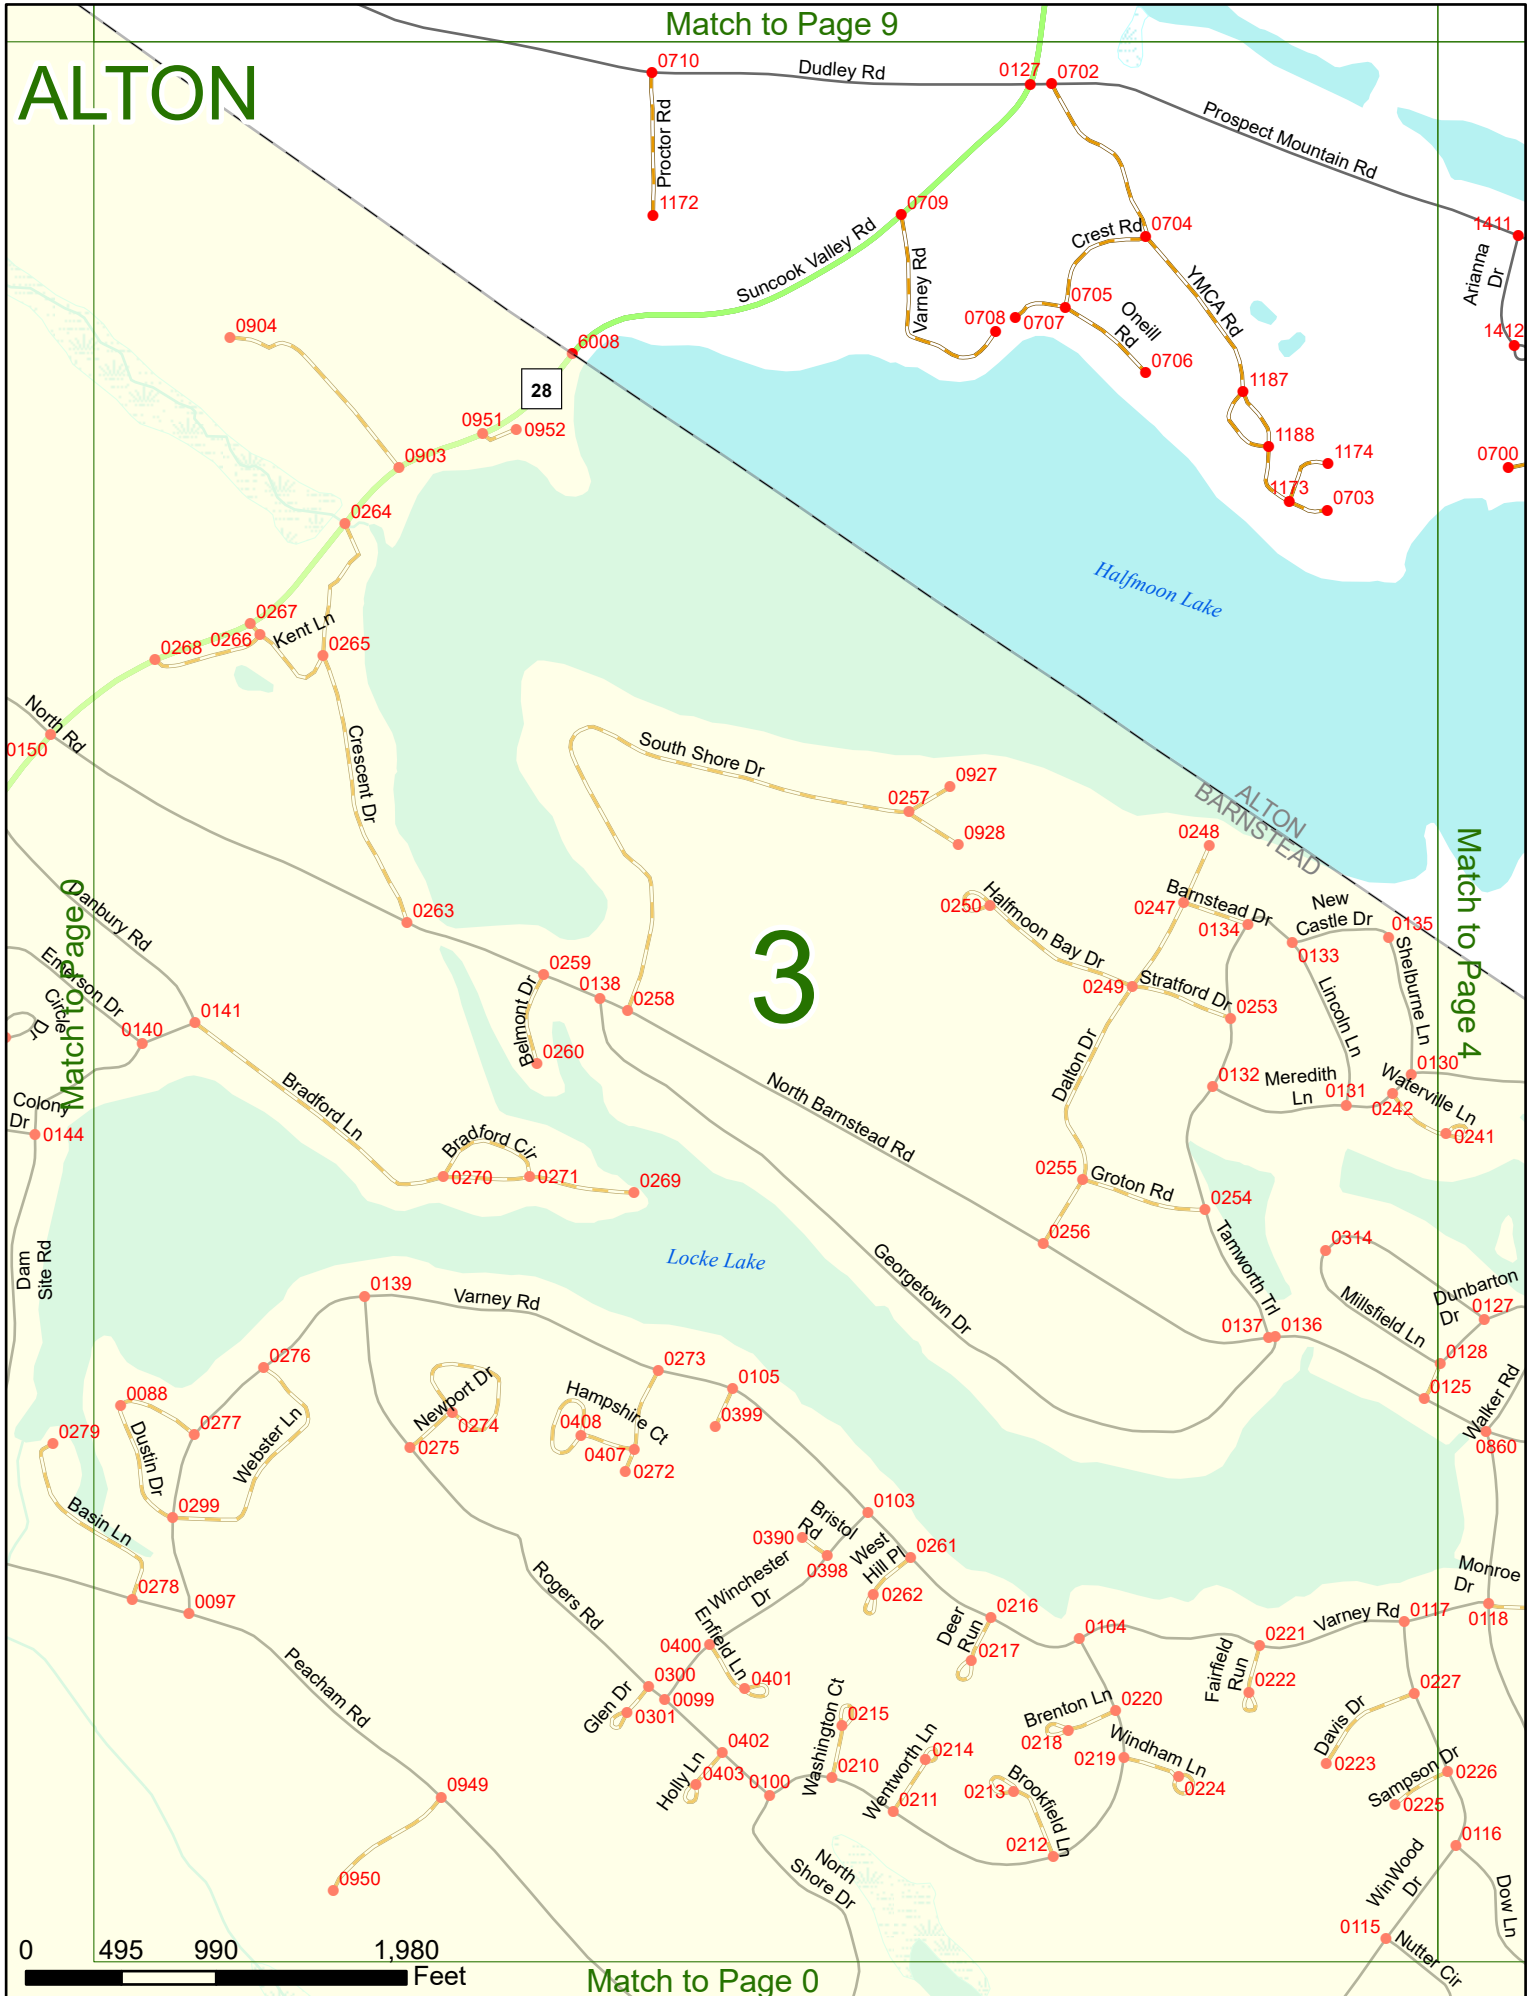 Match to Page 9
ALTON
0710
Dudley Rd
0127
0702
Proctor Rd
Prospect Mountain Rd
1172
0709
Suncook Valley Rd
Varney Rd
Crest Rd
0704
1411
Arianna
Dr
YMCA Rd
0904
0705
0708
0707
Oneill
Rd
1412
6008
0706
28
1187
0951
0952
0903
1188
1174
0700
1173
0703
0264
Halfmoon Lake
0267
0266
Kent Ln
0268
0265
North Rd
0150
Crescent Dr
South Shore Dr
0927
0257
0928
ALTON
BARNSTEAD
0248
Match to Page 4
Match to Page 0
Danbury Rd
0263
0250
Halfmoon Bay Dr
Barnstead Dr
0247
0134
New
Castle Dr
0133
0135
3
Emerson Dr
Circle
Dr
0140
0141
0259
0138
0258
Belmont Dr
0260
0249
Stratford Dr
0253
Lincoln Ln
Shelburne Ln
Dalton Dr
0132
Meredith
Ln
0131
0130
0242
Waterville Ln
0241
Colony
Dr
0144
Bradford Ln
Bradford Cir
0270
0271
0269
North Barnstead Rd
0255
Groton Rd
0254
0256
Tamworth Trl
0314
Dam
Site Rd
Locke Lake
Georgetown Dr
Millsfield Ln
Dunbarton
Dr
0127
0139
Varney Rd
0137
0136
0128
0125
0276
0273
0105
0399
Walker Rd
0860
0088
0277
0279
Dustin Dr
Webster Ln
Newport Dr
0274
0275
Hampshire Ct
0408
0407
0272
0299
Basin Ln
0103
Bristol
Rd
0390
0398
West
Hill Pl
0261
0262
0278
0097
Rogers Rd
Winchester
Dr
Enfield Ln
0400
0401
Deer
Run
0216
0217
0104
Varney Rd
0117
Monroe
Dr
0118
0221
Fairfield
Run
0222
0227
Peacham Rd
0300
0099
Glen Dr
0301
0402
Holly Ln
0403
0100
Washington Ct
0215
0210
Wentworth Ln
0214
0211
Brenton Ln
0218
0220
0219
Windham Ln
0224
Brookfield Ln
0213
0212
Davis Dr
0223
Sampson Dr
0226
0225
0949
0950
0116
North
Shore Dr
WinWood
Dr
Dow Ln
0115
Nutter Cir
0
495
990
1,980
Feet
Match to Page 0